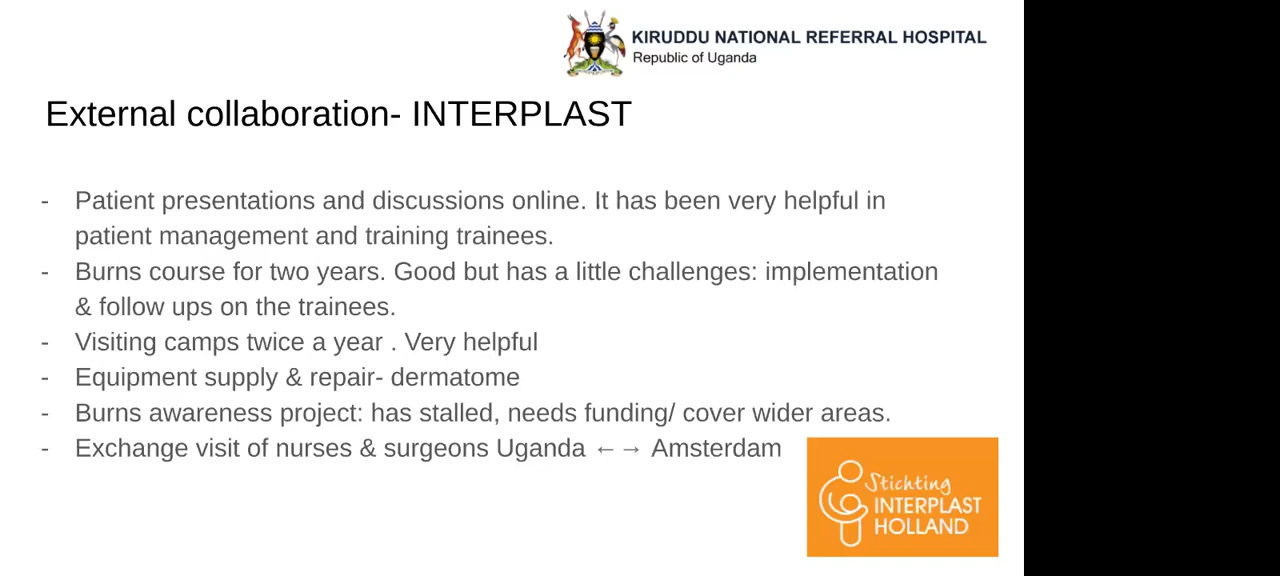 KIRUDDU NATIONAL REFERRAL HOSPITAL
Republic of Uganda
External collaboration- INTERPLAST
- Patient presentations and discussions online. It has been very helpful in
patient management and training trainees.
- Burns course for two years. Good but has a little challenges: implementation
& follow ups on the trainees.
- Visiting camps twice a year . Very helpful
- Equipment supply & repair- dermatome
- Burns awareness project: has stalled, needs funding/ cover wider areas.
- Exchange visit of nurses & surgeons Uganda ←→ Amsterdam
Stichting
INTERPLAST
HOLLAND